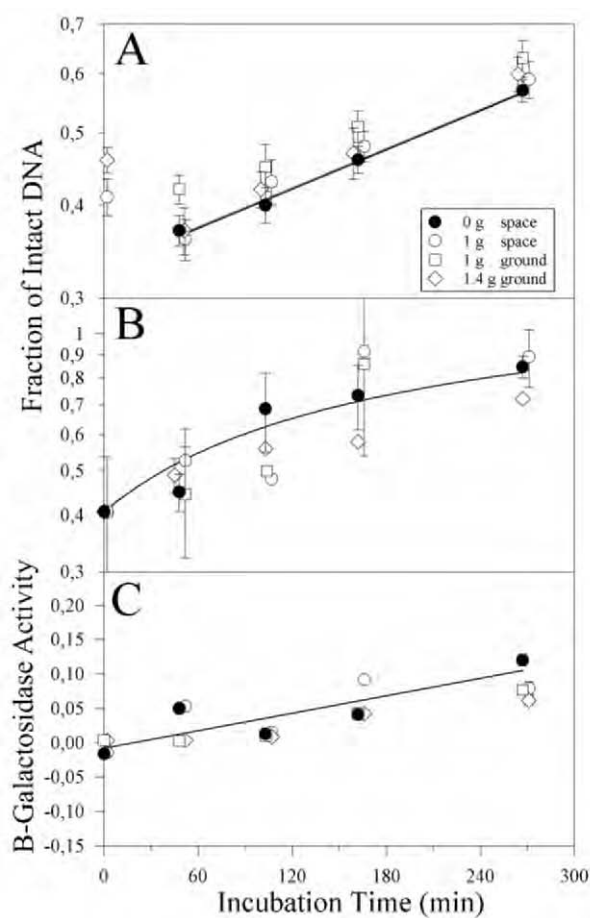 0,7
A
0,6
0,5
0,4
0,3
Fraction of Intact DNA
0 g space
1 g space
1 g ground
1.4 g ground
B
1
0,9
0,8
0,7
0,6
0,5
0,4
0,3
C
0,20
0,15
0,10
0,05
0,00
-0,05
-0,10
-0,15
B-Galactosidase Activity
0
60
120
180
240
300
Incubation Time (min)